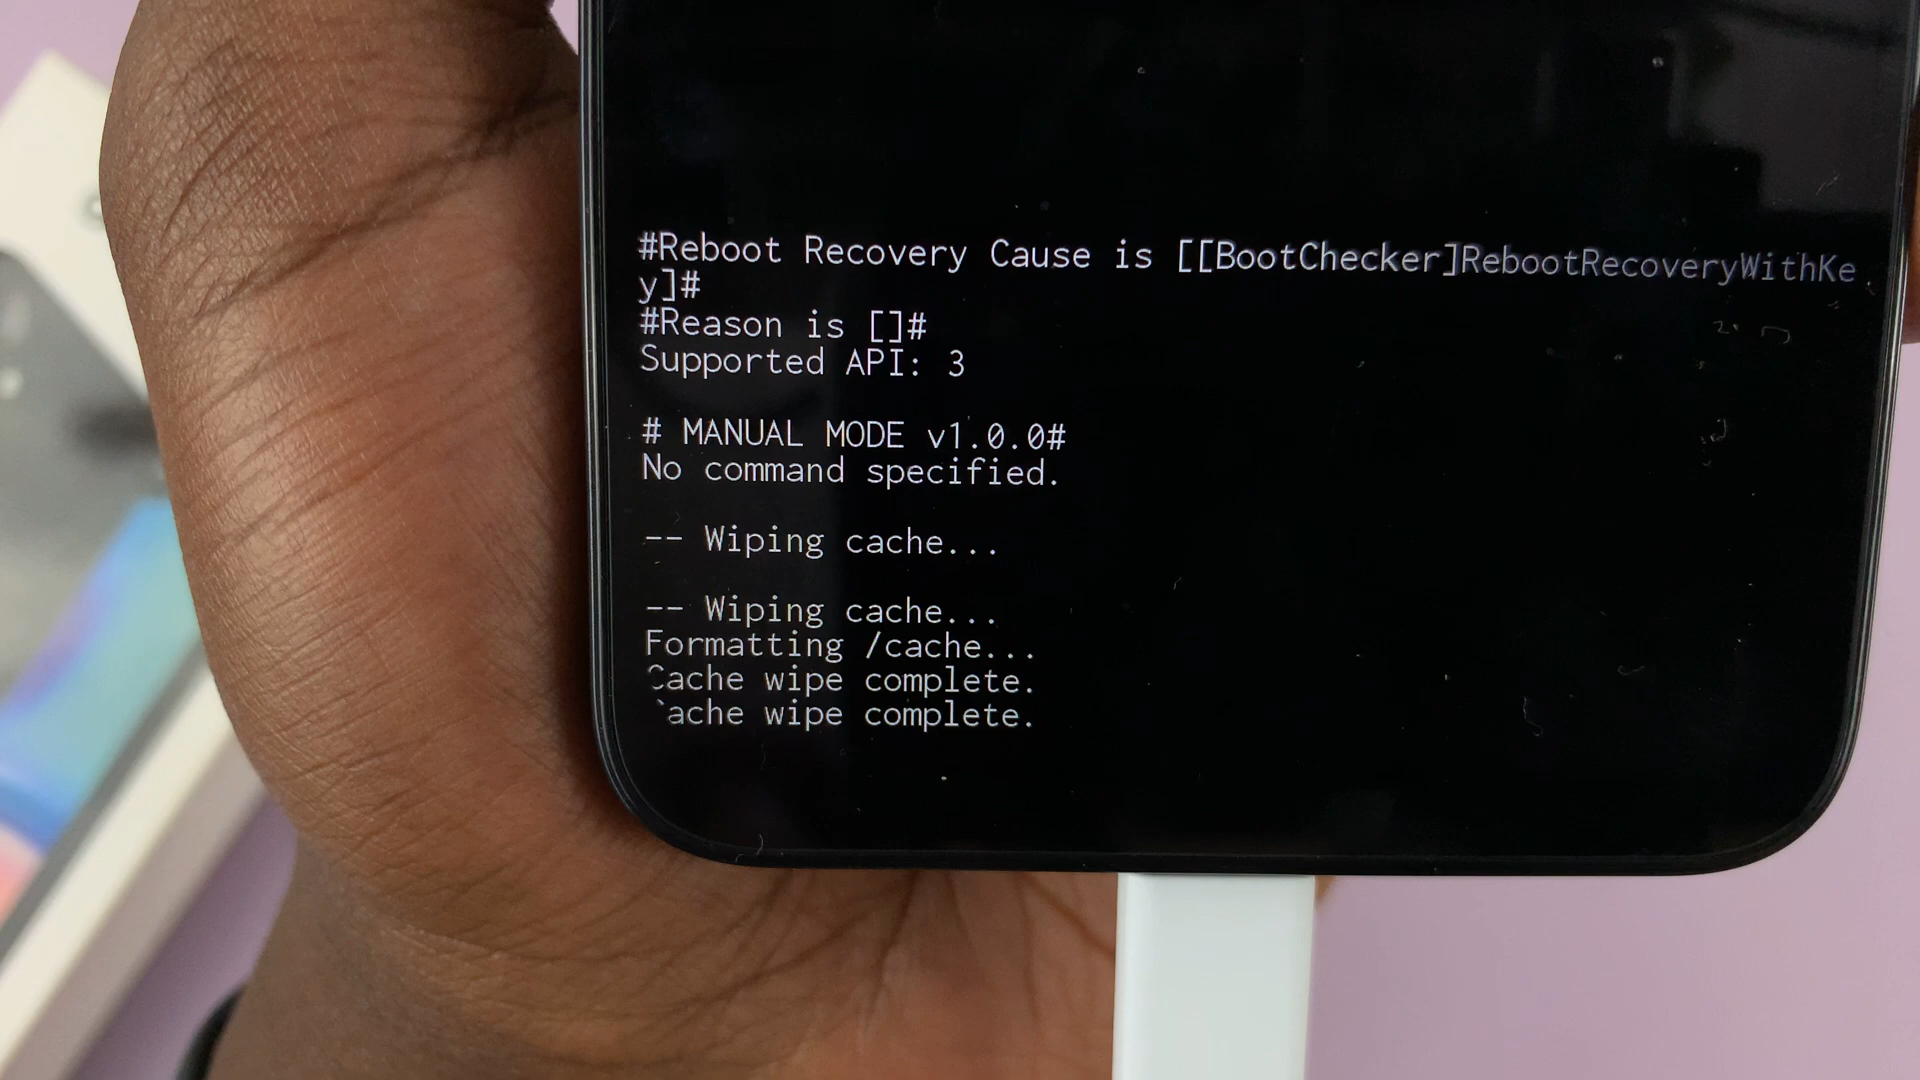 #Reboot Recovery Cause is [[BootChecker]RebootRecoveryWithKe
y]#
#Reason is []#
Supported API: 3
# MANUAL MODE v1.0.0#
No command specified.
-- Wiping cache...
-- Wiping cache...
Formatting /cache...
Cache wipe complete.
Cache wipe complete.